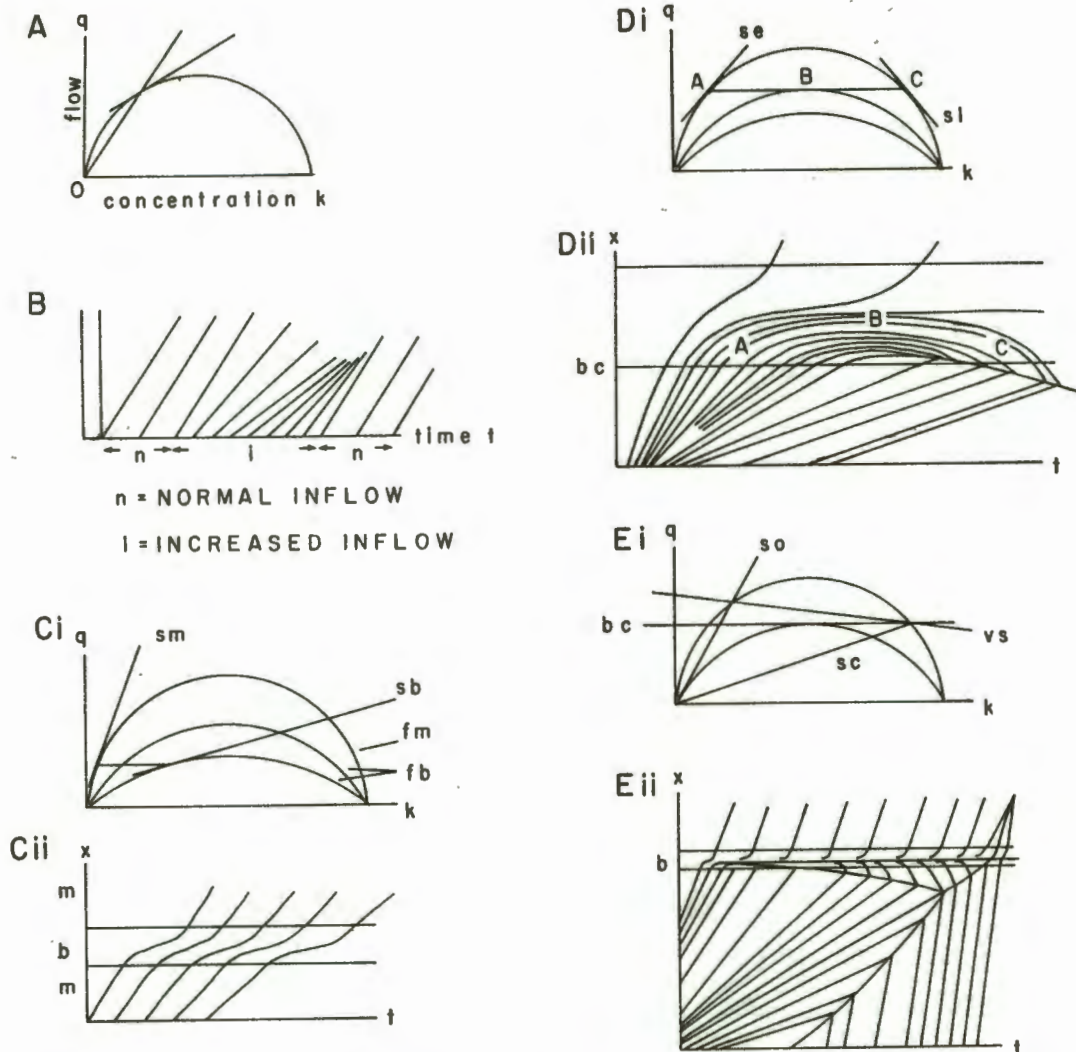 A
q
flow
O
concentration k
B
time t
n i n
n = NORMAL INFLOW
I = INCREASED INFLOW
Ci
q
sm
sb
fm
fb
k
Cii
x
m
b
m
t
Di
q
se
A
B
C
si
k
Dii
x
B
A
C
bc
t
Ei
q
so
bc
vs
sc
k
Eii
x
b
t